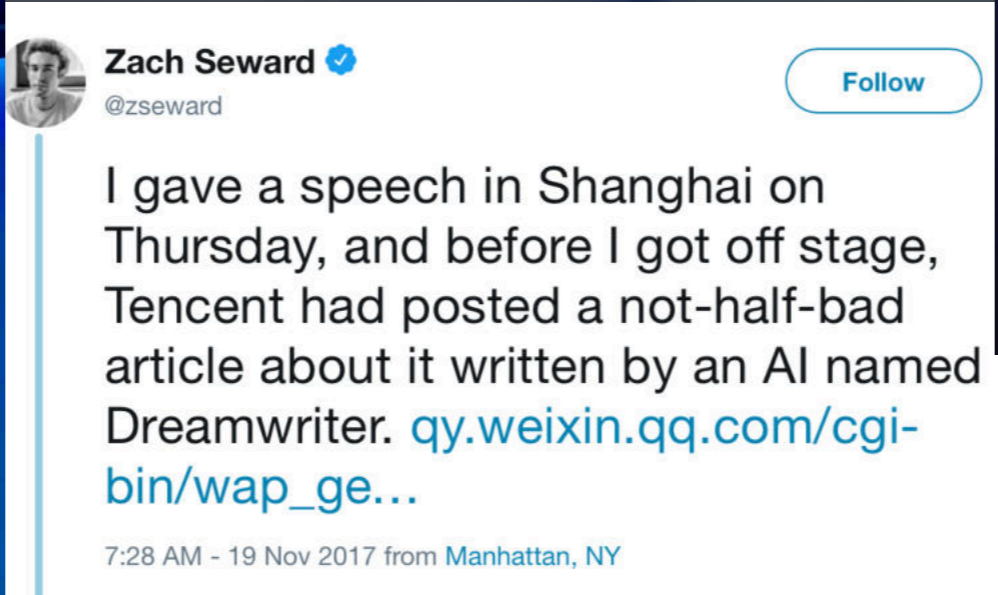 Zach Seward
@zseward
Follow
I gave a speech in Shanghai on
Thursday, and before I got off stage,
Tencent had posted a not-half-bad
article about it written by an AI named
Dreamwriter. qy.weixin.qq.com/cgi-
bin/wap_ge...
7:28 AM - 19 Nov 2017 from Manhattan, NY